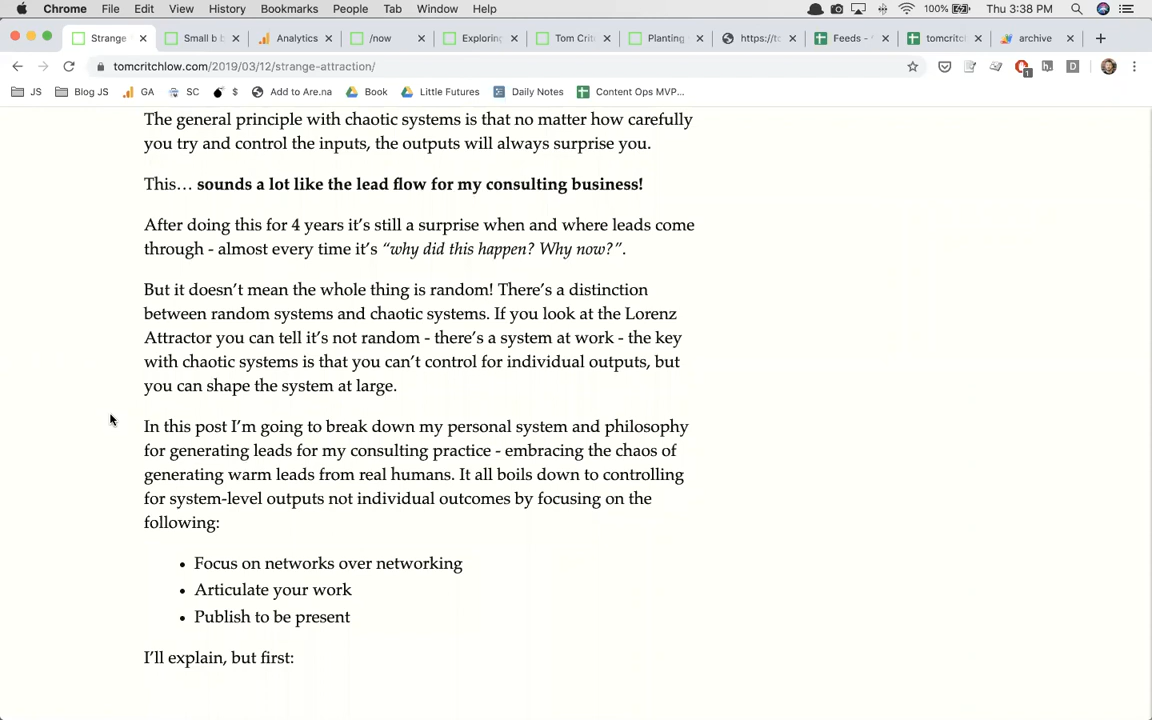 Chrome File Edit View History Bookmarks People Tab Window Help 100% Thu 3:38 PM
Strange Small b b Analytics /now Exploring Tom Crit Planting https://to Feeds - tomcritcl archive
tomcritchlow.com/2019/03/12/strange-attraction/
JS Blog JS GA SC $ Add to Are.na Book Little Futures Daily Notes Content Ops MVP...
The general principle with chaotic systems is that no matter how carefully
you try and control the inputs, the outputs will always surprise you.
This… sounds a lot like the lead flow for my consulting business!
After doing this for 4 years it’s still a surprise when and where leads come
through - almost every time it’s “why did this happen? Why now?”.
But it doesn’t mean the whole thing is random! There’s a distinction
between random systems and chaotic systems. If you look at the Lorenz
Attractor you can tell it’s not random - there’s a system at work - the key
with chaotic systems is that you can’t control for individual outputs, but
you can shape the system at large.
In this post I’m going to break down my personal system and philosophy
for generating leads for my consulting practice - embracing the chaos of
generating warm leads from real humans. It all boils down to controlling
for system-level outputs not individual outcomes by focusing on the
following:
• Focus on networks over networking
• Articulate your work
• Publish to be present
I’ll explain, but first: